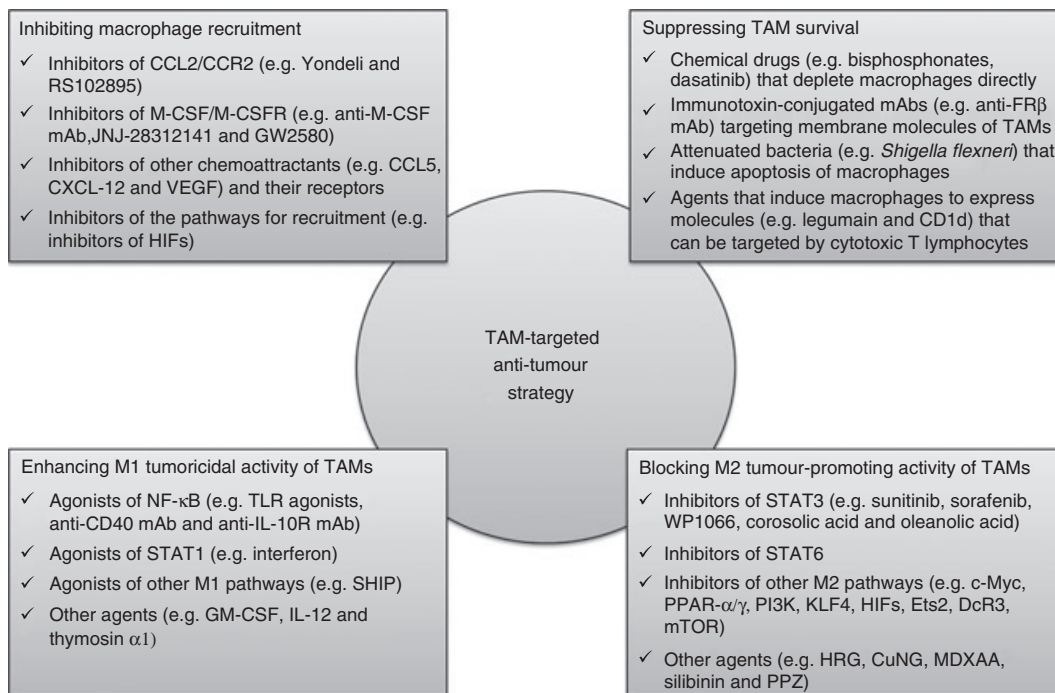 Inhibiting macrophage recruitment
✓ Inhibitors of CCL2/CCR2 (e.g. Yondeli and
RS102895)
✓ Inhibitors of M-CSF/M-CSFR (e.g. anti-M-CSF
mAb,JNJ-28312141 and GW2580)
✓ Inhibitors of other chemoattractants (e.g. CCL5,
CXCL-12 and VEGF) and their receptors
✓ Inhibitors of the pathways for recruitment (e.g.
inhibitors of HIFs)
Suppressing TAM survival
✓ Chemical drugs (e.g. bisphosphonates,
dasatinib) that deplete macrophages directly
✓ Immunotoxin-conjugated mAbs (e.g. anti-FRβ
mAb) targeting membrane molecules of TAMs
✓ Attenuated bacteria (e.g. Shigella flexneri) that
induce apoptosis of macrophages
✓ Agents that induce macrophages to express
molecules (e.g. legumain and CD1d) that
can be targeted by cytotoxic T lymphocytes
TAM-targeted
anti-tumour
strategy
Enhancing M1 tumoricidal activity of TAMs
✓ Agonists of NF-κB (e.g. TLR agonists,
anti-CD40 mAb and anti-IL-10R mAb)
✓ Agonists of STAT1 (e.g. interferon)
✓ Agonists of other M1 pathways (e.g. SHIP)
✓ Other agents (e.g. GM-CSF, IL-12 and
thymosin α1)
Blocking M2 tumour-promoting activity of TAMs
✓ Inhibitors of STAT3 (e.g. sunitinib, sorafenib,
WP1066, corosolic acid and oleanolic acid)
✓ Inhibitors of STAT6
✓ Inhibitors of other M2 pathways (e.g. c-Myc,
PPAR-α/γ, PI3K, KLF4, HIFs, Ets2, DcR3,
mTOR)
✓ Other agents (e.g. HRG, CuNG, MDXAA,
silibinin and PPZ)